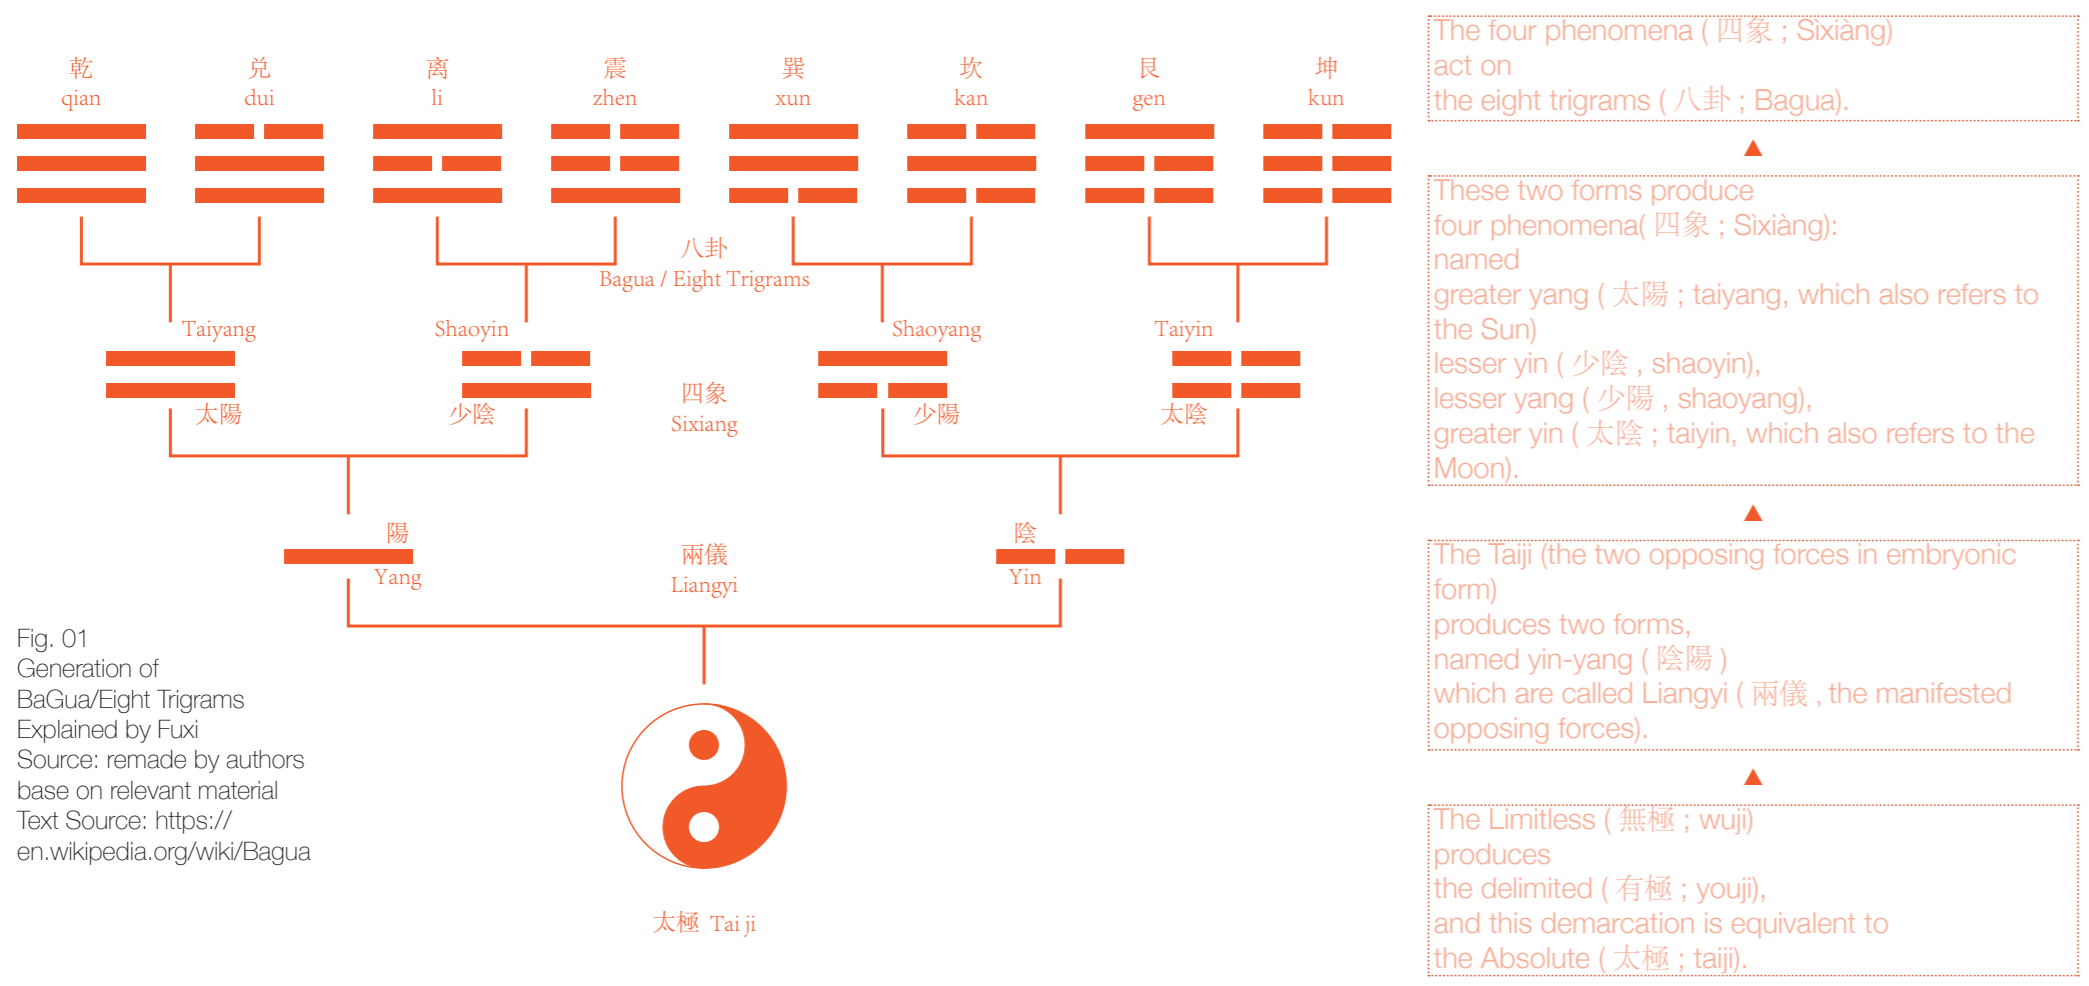 乾 兑 离 震 巽 坎 艮 坤
qian dui li zhen xun kan gen kun
八卦
Bagua / Eight Trigrams
Taiyang Shaoyin Shaoyang Taiyin
四象
Sixiang
太陽 少陰 少陽 太陰
陽 陰
兩儀
Liangyi
Yang Yin
太極 Tai ji
Fig. 01
Generation of
BaGua/Eight Trigrams
Explained by Fuxi
Source: remade by authors
base on relevant material
Text Source: https://
en.wikipedia.org/wiki/Bagua
The four phenomena ( 四象 ; Sìxiàng)
act on
the eight trigrams ( 八卦 ; Bagua).
▲
These two forms produce
four phenomena( 四象 ; Sìxiàng):
named
greater yang ( 太陽 ; taiyang, which also refers to
the Sun)
lesser yin ( 少陰 , shaoyin),
lesser yang ( 少陽 , shaoyang),
greater yin ( 太陰 ; taiyin, which also refers to the
Moon).
▲
The Taiji (the two opposing forces in embryonic
form)
produces two forms,
named yin-yang ( 陰陽 )
which are called Liangyi ( 兩儀 , the manifested
opposing forces).
▲
The Limitless ( 無極 ; wuji)
produces
the delimited ( 有極 ; youji),
and this demarcation is equivalent to
the Absolute ( 太極 ; taiji).